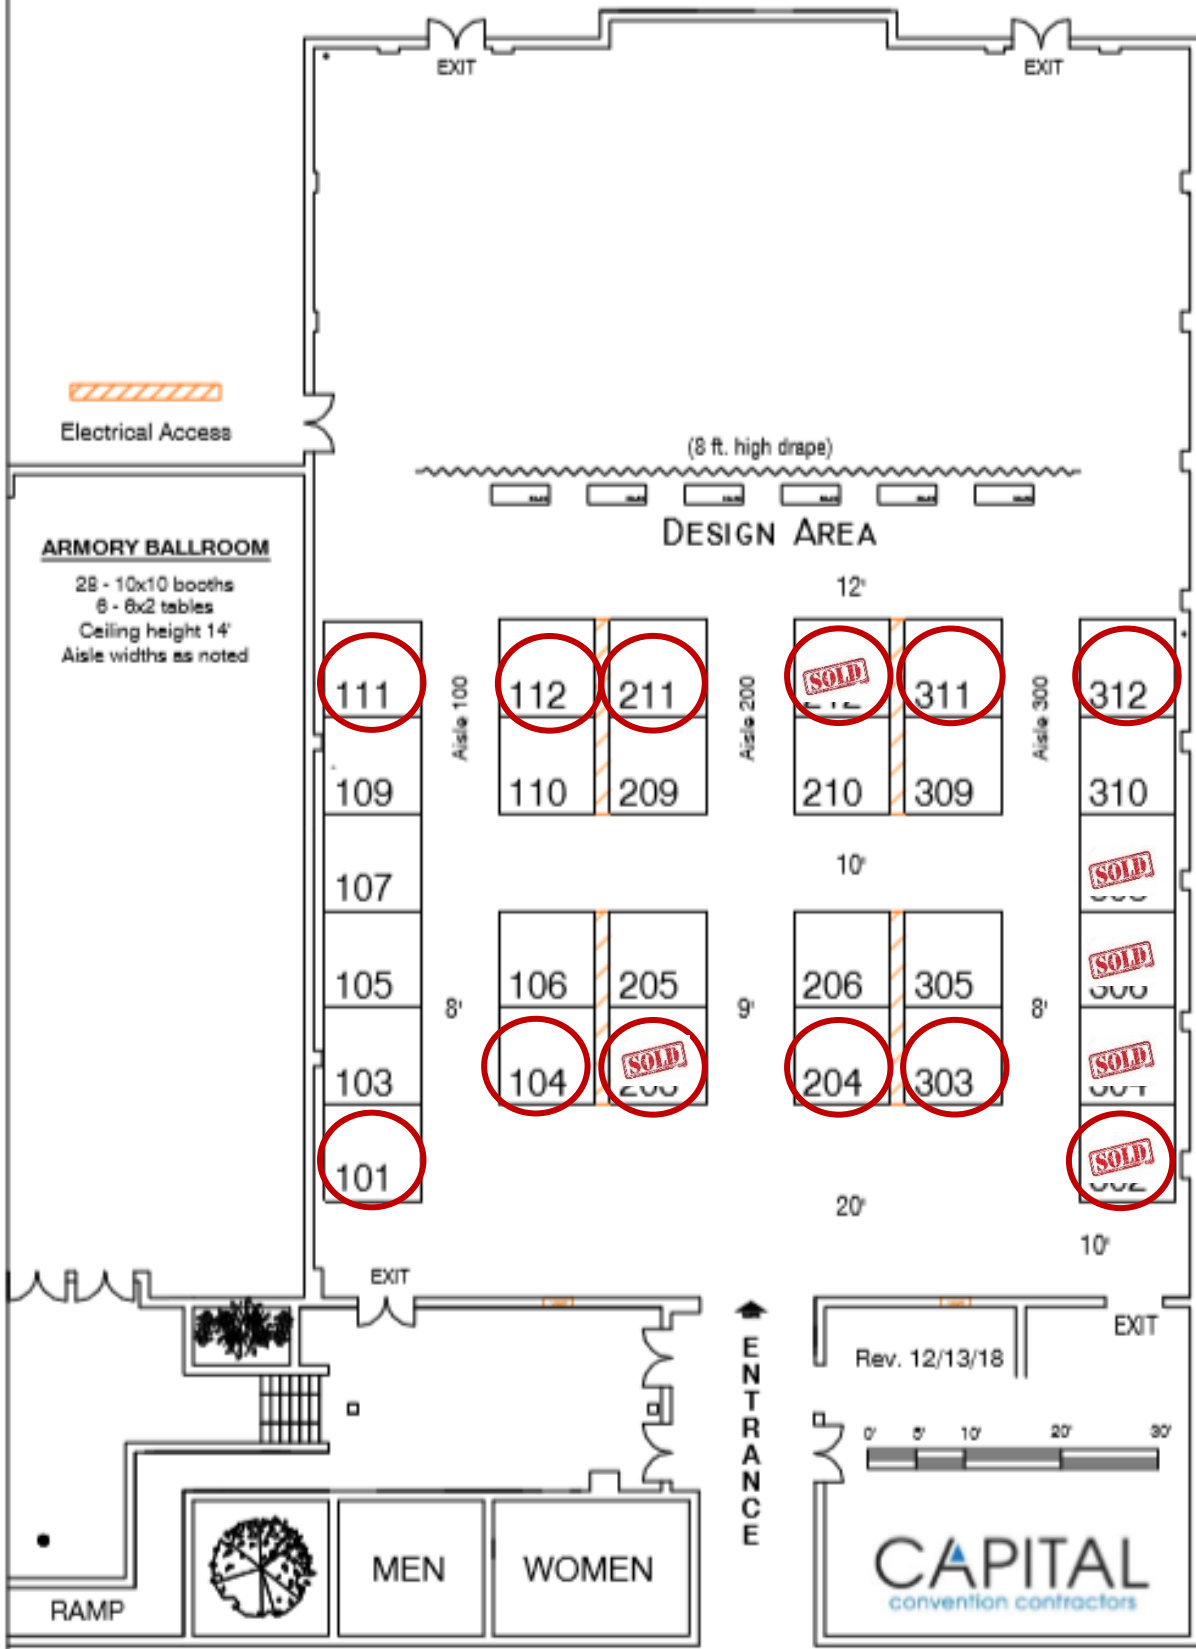 EXIT
EXIT
Electrical Access
(8 ft. high drape)
DESIGN AREA
ARMORY BALLROOM
28 - 10x10 booths
6 - 6x2 tables
Ceiling height 14'
Aisle widths as noted
12'
111
112
211
SOLD
311
312
Aisle 100
Aisle 200
Aisle 300
109
110
209
210
309
310
10'
107
SOLD
105
106
205
206
305
SOLD
8'
9'
8'
103
104
SOLD
204
303
SOLD
101
SOLD
20'
10'
EXIT
EXIT
ENTRANCE
Rev. 12/13/18
0' 5' 10' 20' 30'
MEN
WOMEN
RAMP
CAPITAL
convention contractors